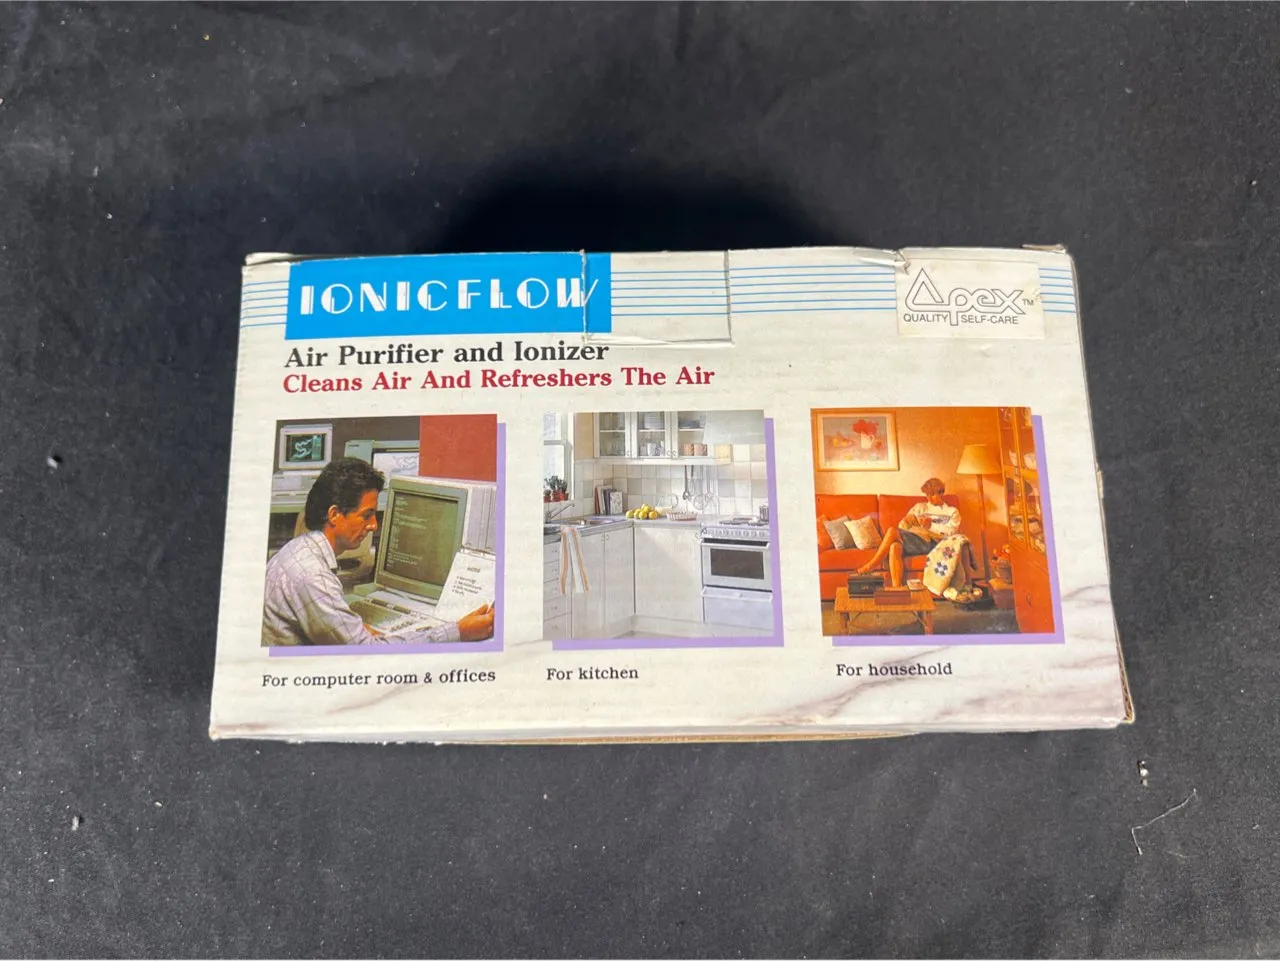 IONICFLOW
Apex™
QUALITY SELF-CARE
Air Purifier and Ionizer
Cleans Air And Refreshers The Air
For computer room & offices
For kitchen
For household